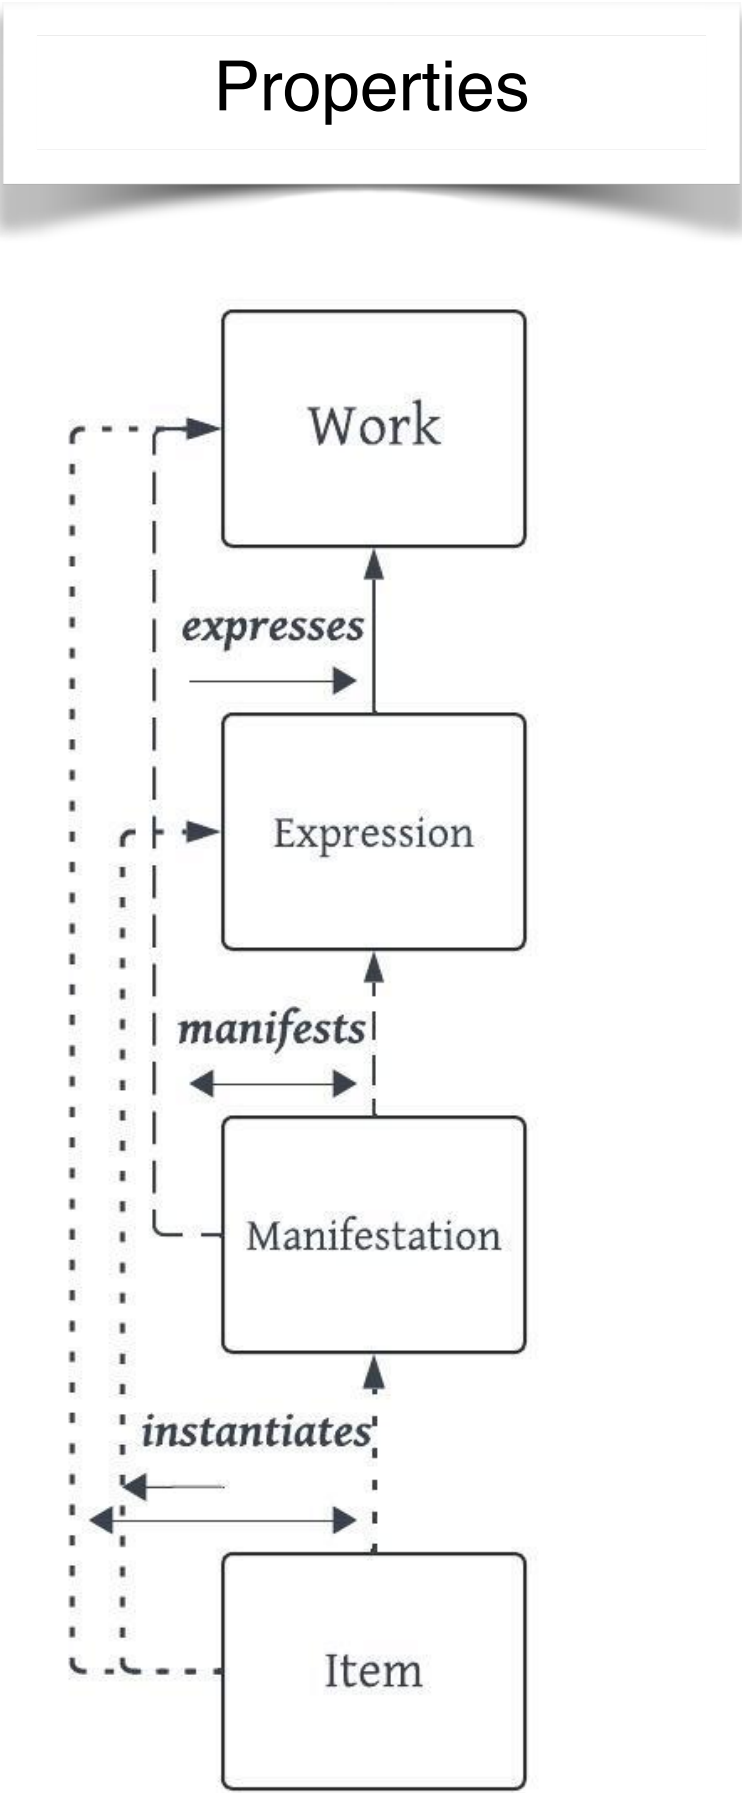 Properties
Work
expresses
Expression
manifests
Manifestation
instantiates
Item